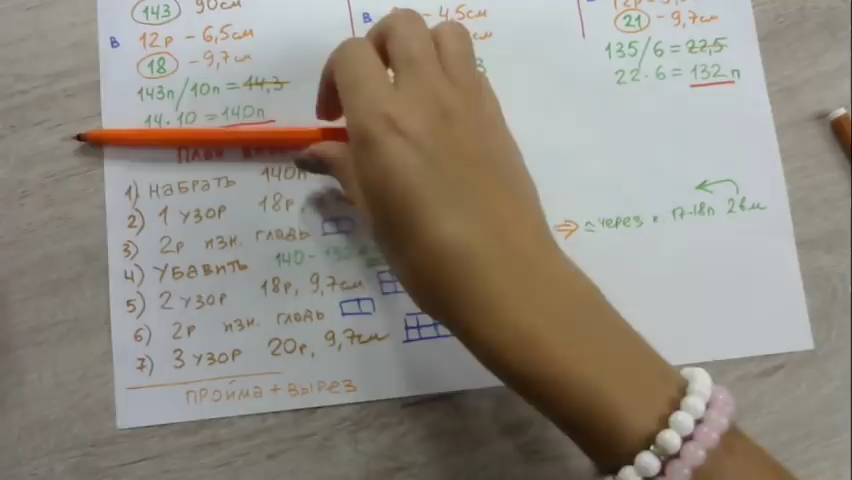 143 90см
в 12р - 6,5см
18 - 9,7см
143п/10п = 14,3
14 · 10 = 140п
в - 4,5см
см
21 - 9,7см
135/6 = 22,5
22 · 6 = 132п
1) набрать 140п
2) 1 узор 18р
3) 2р изн. гладь
4) убавить 140 - 132
5) 2 узор 18р, 9,7см
6) 2р изн. гладь
7) 3 узор 20р, 9,7см
пройма + вырез
⇒ ≈ через к. 17-18п 2вм